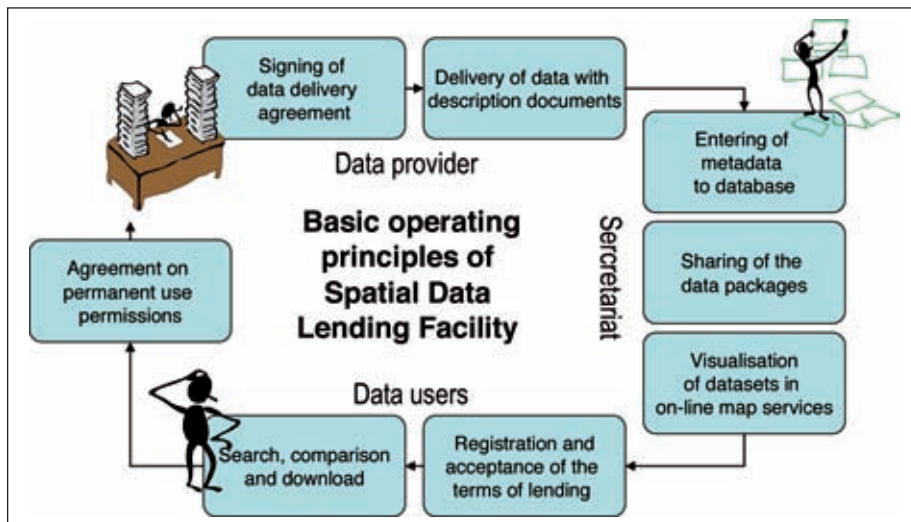 Signing of
data delivery
agreement
Delivery of data with
description documents
Data provider
Entering of
metadata
to database
Sercretariat
Sharing of the
data packages
Visualisation
of datasets in
on-line map services
Basic operating
principles of
Spatial Data
Lending Facility
Data users
Registration and
acceptance of the
terms of lending
Search, comparison
and download
Agreement on
permanent use
permissions